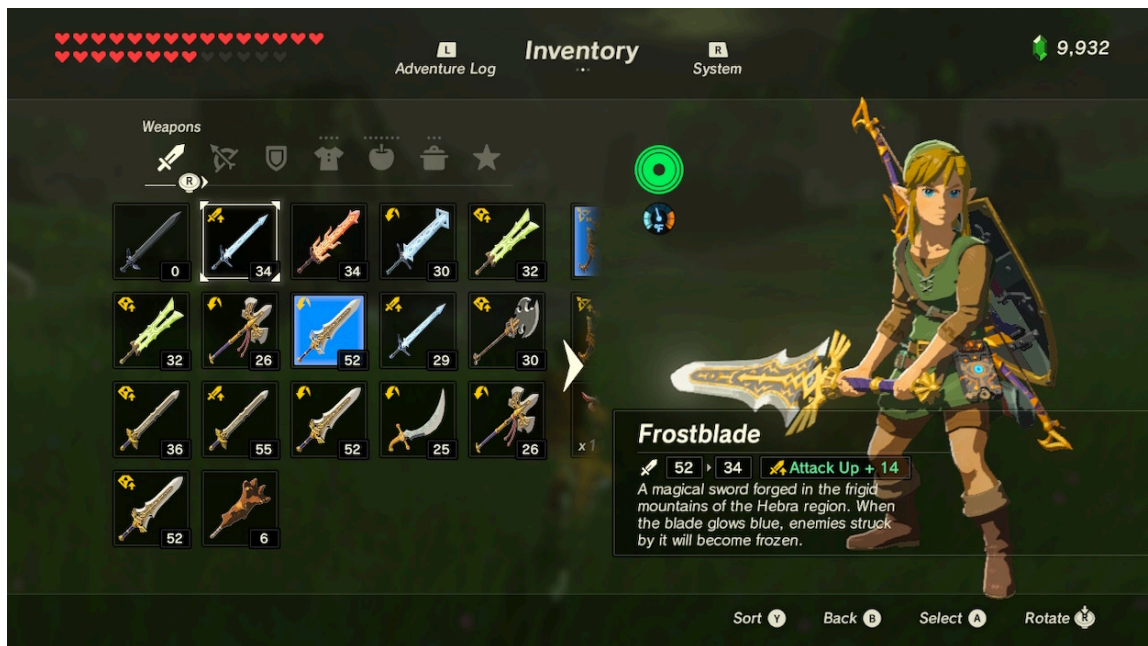 L
Adventure Log
Inventory
R
System
9,932
Weapons
R
0
34
34
30
32
32
26
52
29
30
36
55
52
25
26
x1
52
6
Frostblade
52 34 Attack Up + 14
A magical sword forged in the frigid
mountains of the Hebra region. When
the blade glows blue, enemies struck
by it will become frozen.
Sort Y Back B Select A Rotate R